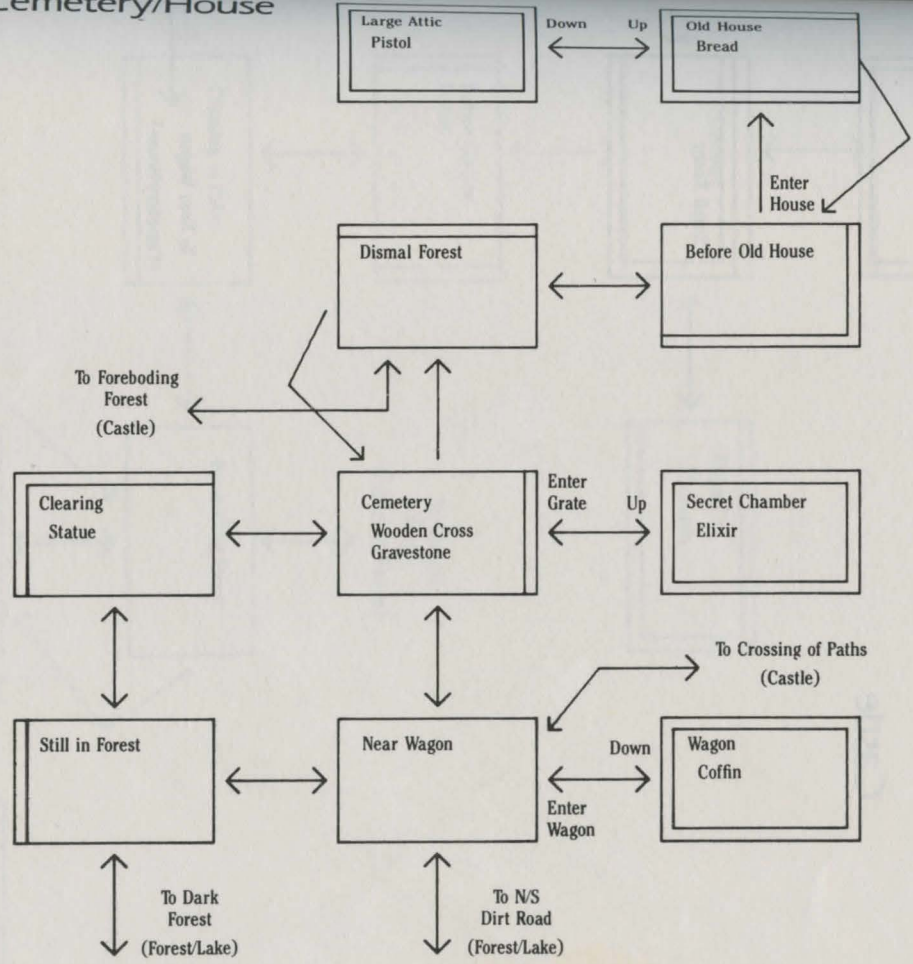 Cemetery/House
Large Attic
Pistol
Down
Up
Old House
Bread
Enter
House
Dismal Forest
Before Old House
To Foreboding
Forest
(Castle)
Clearing
Statue
Cemetery
Wooden Cross
Gravestone
Enter
Grate
Up
Secret Chamber
Elixir
To Crossing of Paths
(Castle)
Still in Forest
Near Wagon
Down
Enter
Wagon
Wagon
Coffin
To Dark
Forest
(Forest/Lake)
To N/S
Dirt Road
(Forest/Lake)